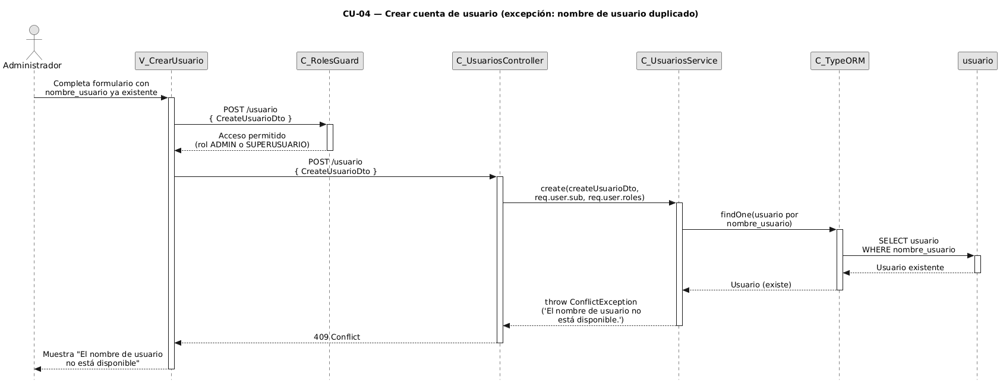 CU-04 — Crear cuenta de usuario (excepción: nombre de usuario duplicado)
Administrador
V_CrearUsuario
C_RolesGuard
C_UsuariosController
C_UsuariosService
C_TypeORM
usuario
Completa formulario con
nombre_usuario ya existente
POST /usuario
{ CreateUsuarioDto }
Acceso permitido
(rol ADMIN o SUPERUSUARIO)
POST /usuario
{ CreateUsuarioDto }
create(createUsuarioDto,
req.user.sub, req.user.roles)
findOne(usuario por
nombre_usuario)
SELECT usuario
WHERE nombre_usuario
Usuario existente
Usuario (existe)
throw ConflictException
('El nombre de usuario no
está disponible.')
409 Conflict
Muestra "El nombre de usuario
no está disponible"